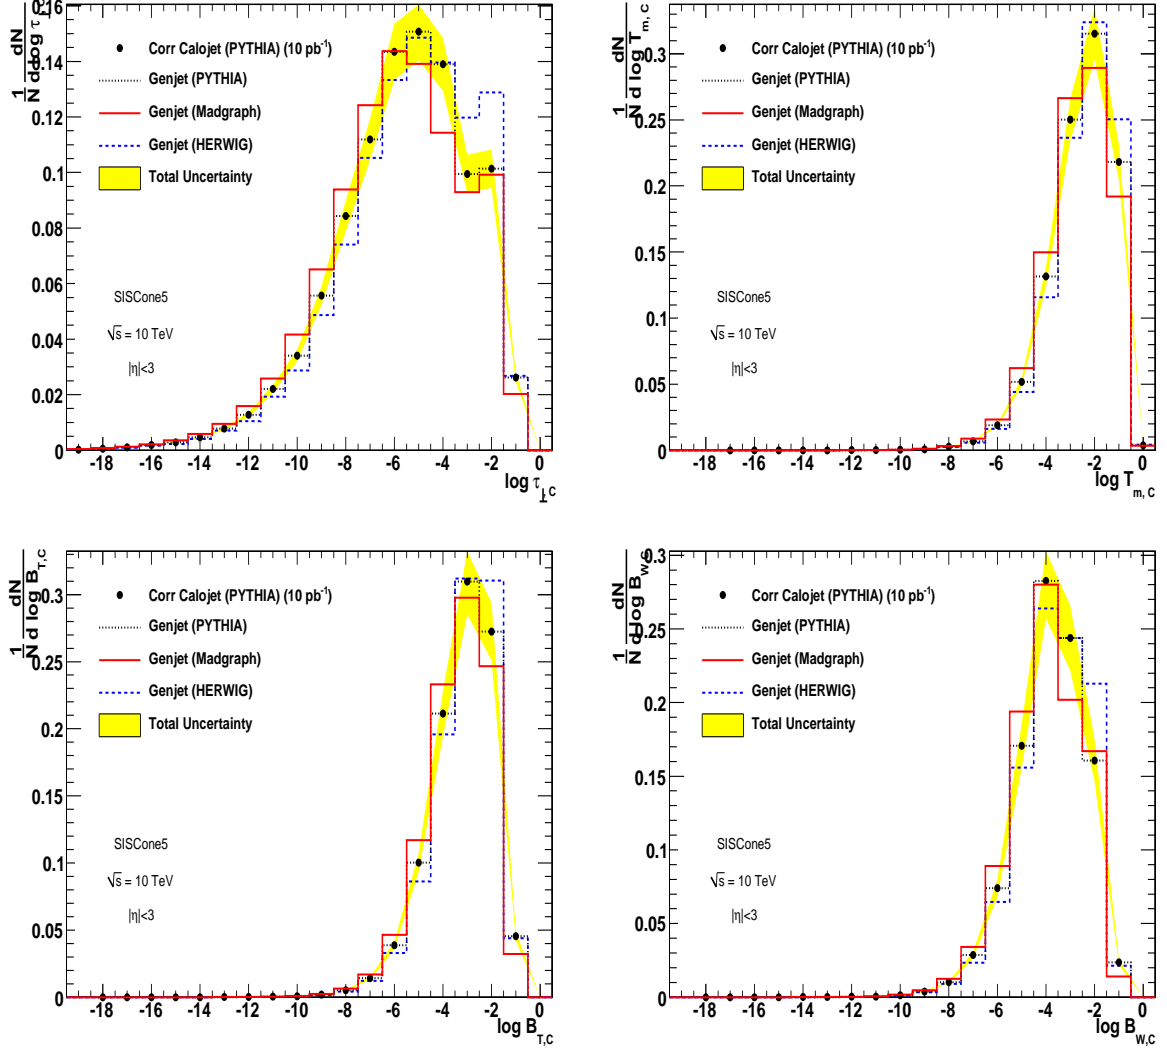 1/N dN/d log τ⊥,C
0.16
0.14
0.12
0.1
0.08
0.06
0.04
0.02
0
Corr Calojet (PYTHIA) (10 pb⁻¹)
Genjet (PYTHIA)
Genjet (Madgraph)
Genjet (HERWIG)
Total Uncertainty
SISCone5
√s = 10 TeV
|η|<3
-18 -16 -14 -12 -10 -8 -6 -4 -2 0
log τ⊥,C
1/N dN/d log Tm, C
0.3
0.25
0.2
0.15
0.1
0.05
0
Corr Calojet (PYTHIA) (10 pb⁻¹)
Genjet (PYTHIA)
Genjet (Madgraph)
Genjet (HERWIG)
Total Uncertainty
SISCone5
√s = 10 TeV
|η|<3
-18 -16 -14 -12 -10 -8 -6 -4 -2 0
log Tm, C
1/N dN/d log BT,C
0.3
0.25
0.2
0.15
0.1
0.05
0
Corr Calojet (PYTHIA) (10 pb⁻¹)
Genjet (PYTHIA)
Genjet (Madgraph)
Genjet (HERWIG)
Total Uncertainty
SISCone5
√s = 10 TeV
|η|<3
-18 -16 -14 -12 -10 -8 -6 -4 -2 0
log BT,C
1/N dN/d log BW,C
0.3
0.25
0.2
0.15
0.1
0.05
0
Corr Calojet (PYTHIA) (10 pb⁻¹)
Genjet (PYTHIA)
Genjet (Madgraph)
Genjet (HERWIG)
Total Uncertainty
SISCone5
√s = 10 TeV
|η|<3
-18 -16 -14 -12 -10 -8 -6 -4 -2 0
log BW,C